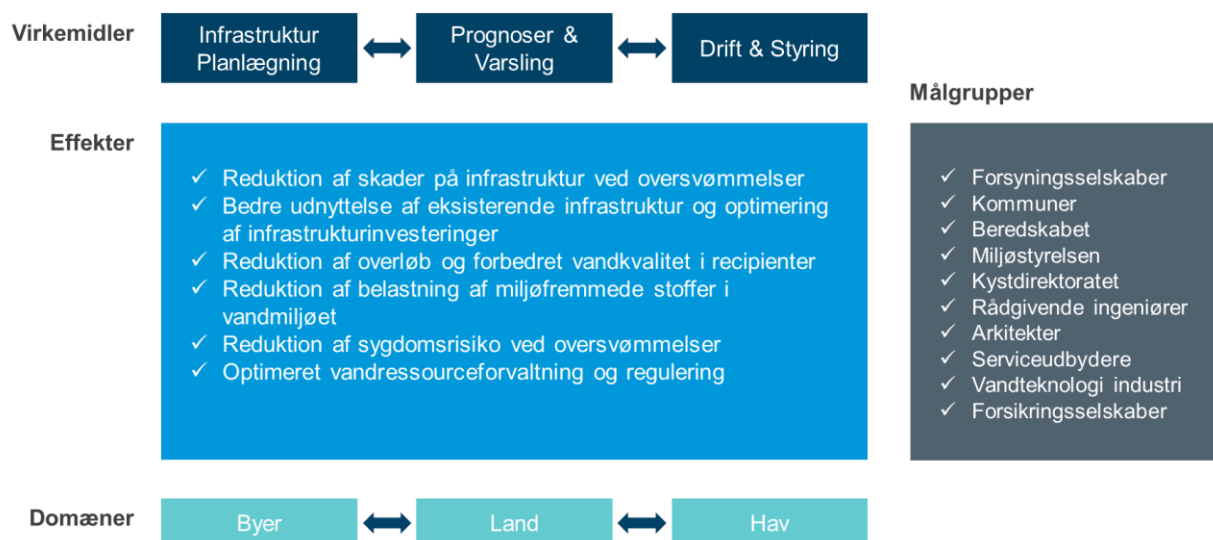 Virkemidler
Infrastruktur
Planlægning
Prognoser &
Varsling
Drift & Styring
Målgrupper
Effekter
✓ Reduktion af skader på infrastruktur ved oversvømmelser
✓ Bedre udnyttelse af eksisterende infrastruktur og optimering
af infrastrukturinvesteringer
✓ Reduktion af overløb og forbedret vandkvalitet i recipienter
✓ Reduktion af belastning af miljøfremmede stoffer i
vandmiljøet
✓ Reduktion af sygdomsrisiko ved oversvømmelser
✓ Optimeret vandressourceforvaltning og regulering
✓ Forsyningsselskaber
✓ Kommuner
✓ Beredskabet
✓ Miljøstyrelsen
✓ Kystdirektoratet
✓ Rådgivende ingeniører
✓ Arkitekter
✓ Serviceudbydere
✓ Vandteknologi industri
✓ Forsikringsselskaber
Domæner
Byer
Land
Hav